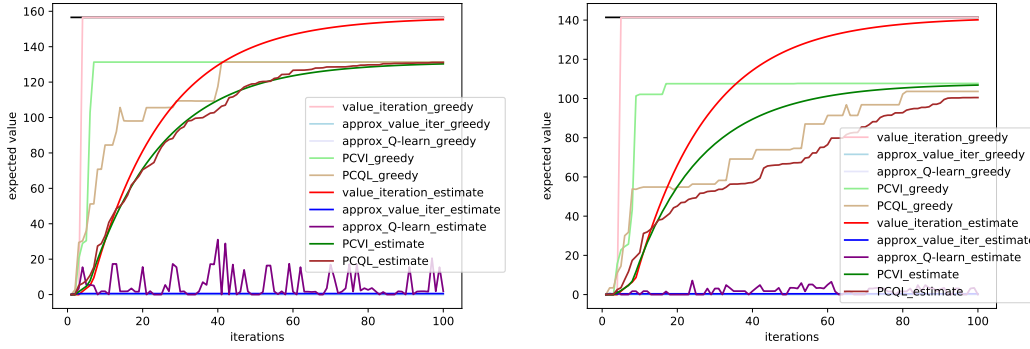 160
140
120
100
80
60
40
20
0
expected value
0
20
40
60
80
100
iterations
value_iteration_greedy
approx_value_iter_greedy
approx_Q-learn_greedy
PCVI_greedy
PCQL_greedy
value_iteration_estimate
approx_value_iter_estimate
approx_Q-learn_estimate
PCVI_estimate
PCQL_estimate
140
120
100
80
60
40
20
0
expected value
0
20
40
60
80
100
iterations
value_iteration_greedy
approx_value_iter_greedy
approx_Q-learn_greedy
PCVI_greedy
PCQL_greedy
value_iteration_estimate
approx_value_iter_estimate
approx_Q-learn_estimate
PCVI_estimate
PCQL_estimate